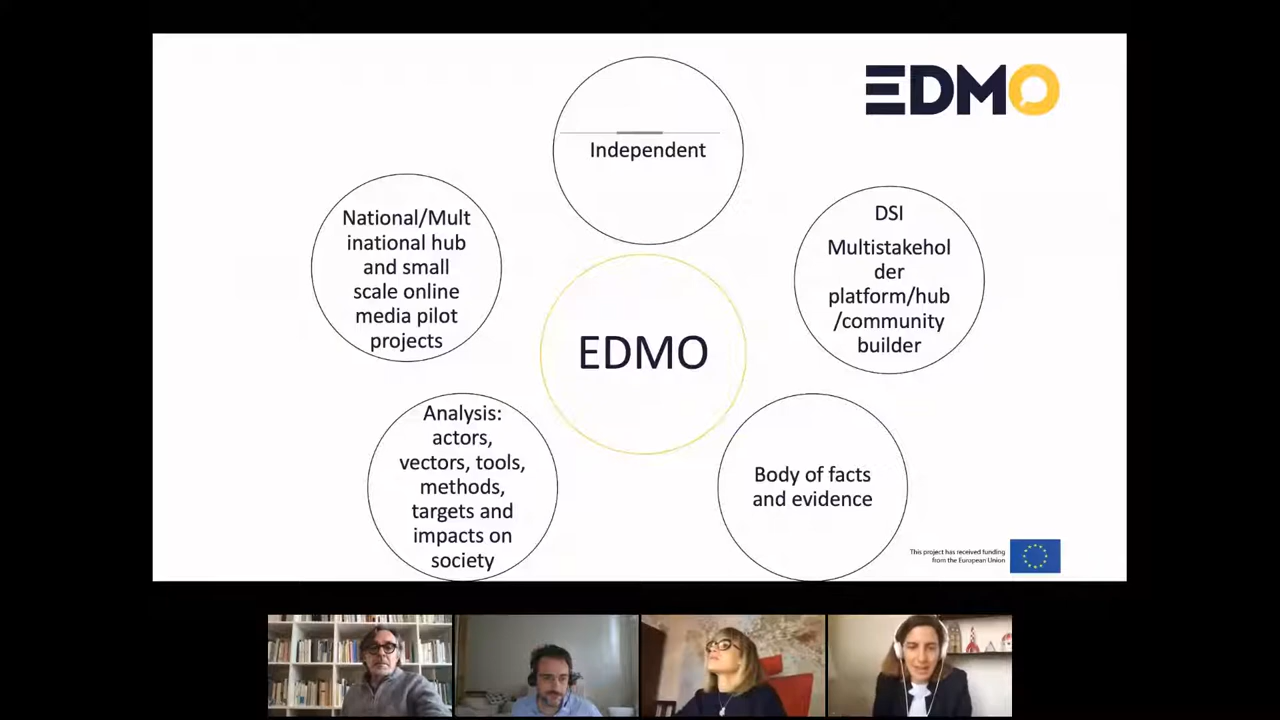 EDMO
Independent
National/Mult
inational hub
and small
scale online
media pilot
projects
DSI
Multistakehol
der
platform/hub
/community
builder
EDMO
Analysis:
actors,
vectors, tools,
methods,
targets and
impacts on
society
Body of facts
and evidence
This project has received funding
from the European Union